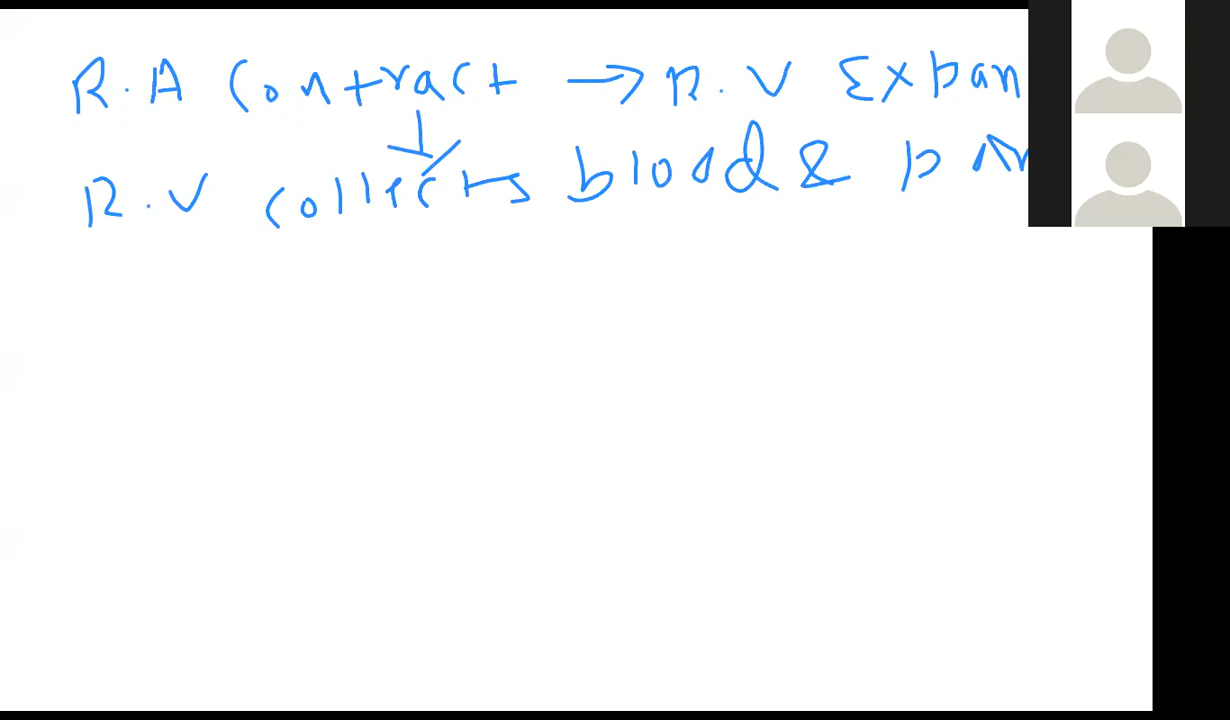 R.A Contract → R.V Expan
R.V collects blood &